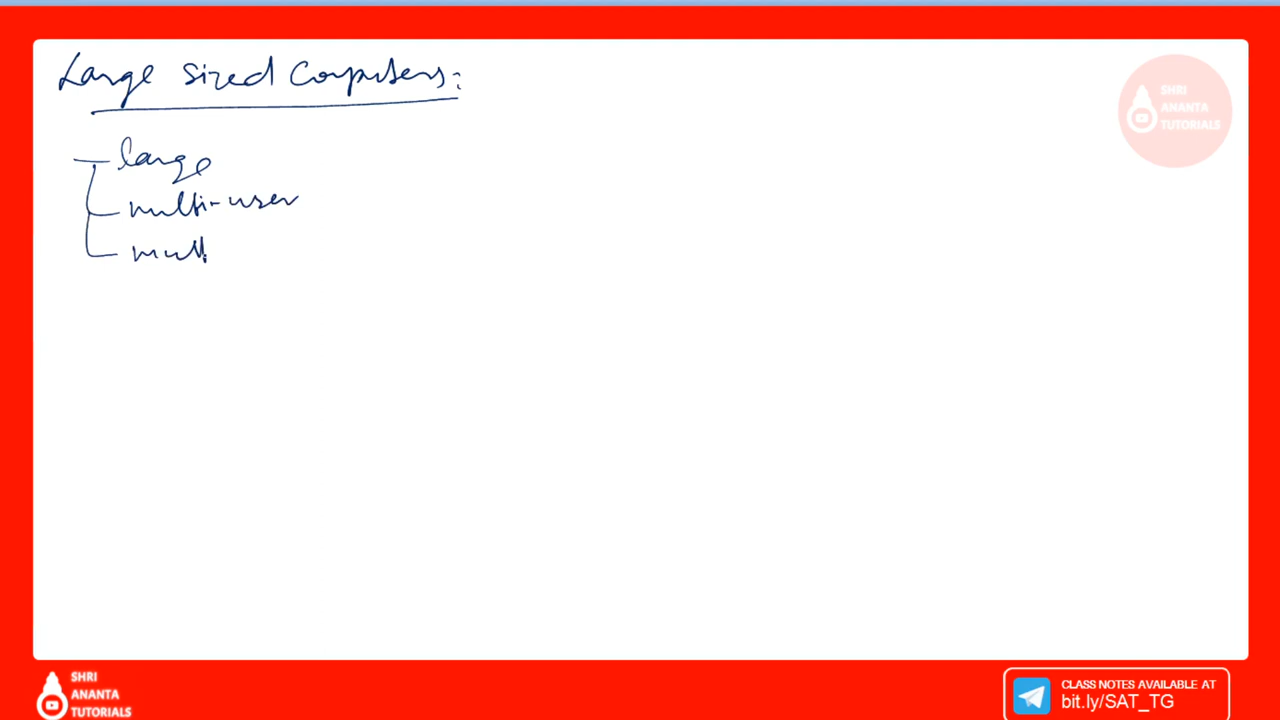 Large Sized Computers:
SHRI
ANANTA
TUTORIALS
large
multi-user
mult
SHRI
ANANTA
TUTORIALS
CLASS NOTES AVAILABLE AT
bit.ly/SAT_TG